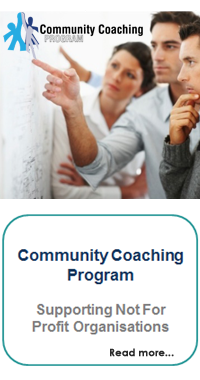 Community Coaching
PROGRAM
Community Coaching
Program
Supporting Not For
Profit Organisations
Read more...